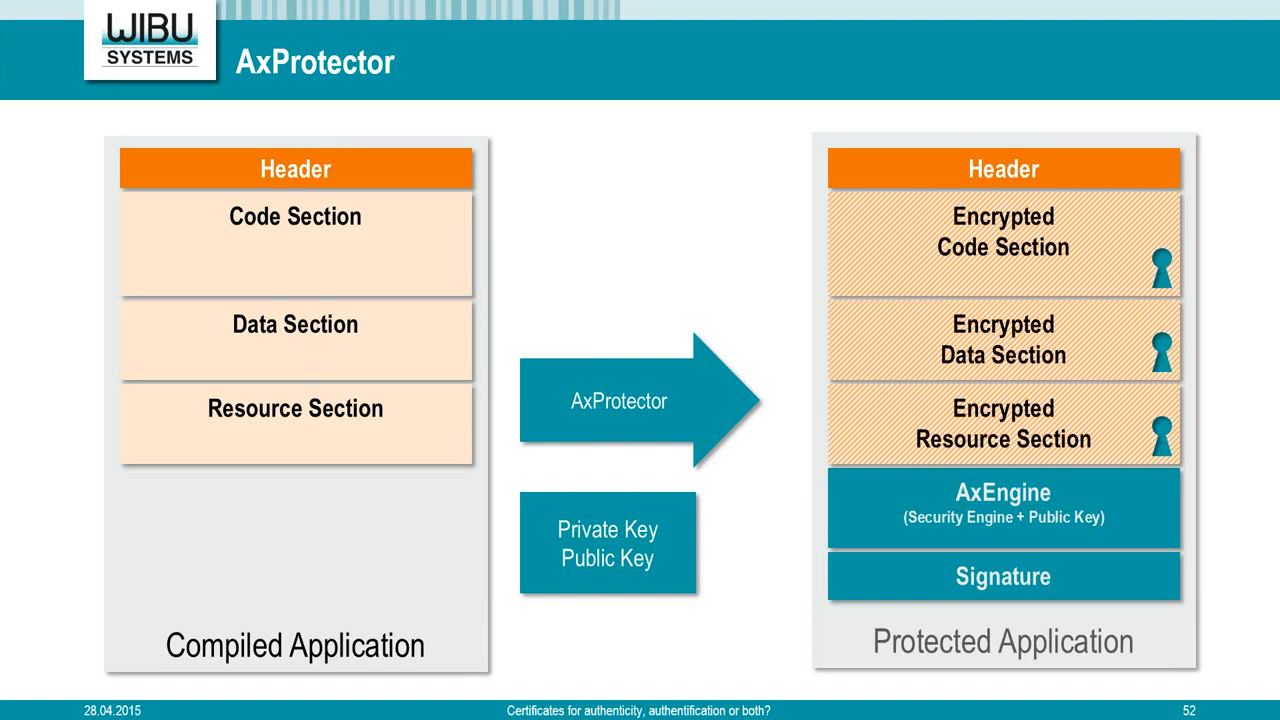 WIBU
SYSTEMS
AxProtector
Header
Code Section
Data Section
Resource Section
Compiled Application
AxProtector
Private Key
Public Key
Header
Encrypted
Code Section
Encrypted
Data Section
Encrypted
Resource Section
AxEngine
(Security Engine + Public Key)
Signature
Protected Application
28.04.2015
Certificates for authenticity, authentification or both?
52